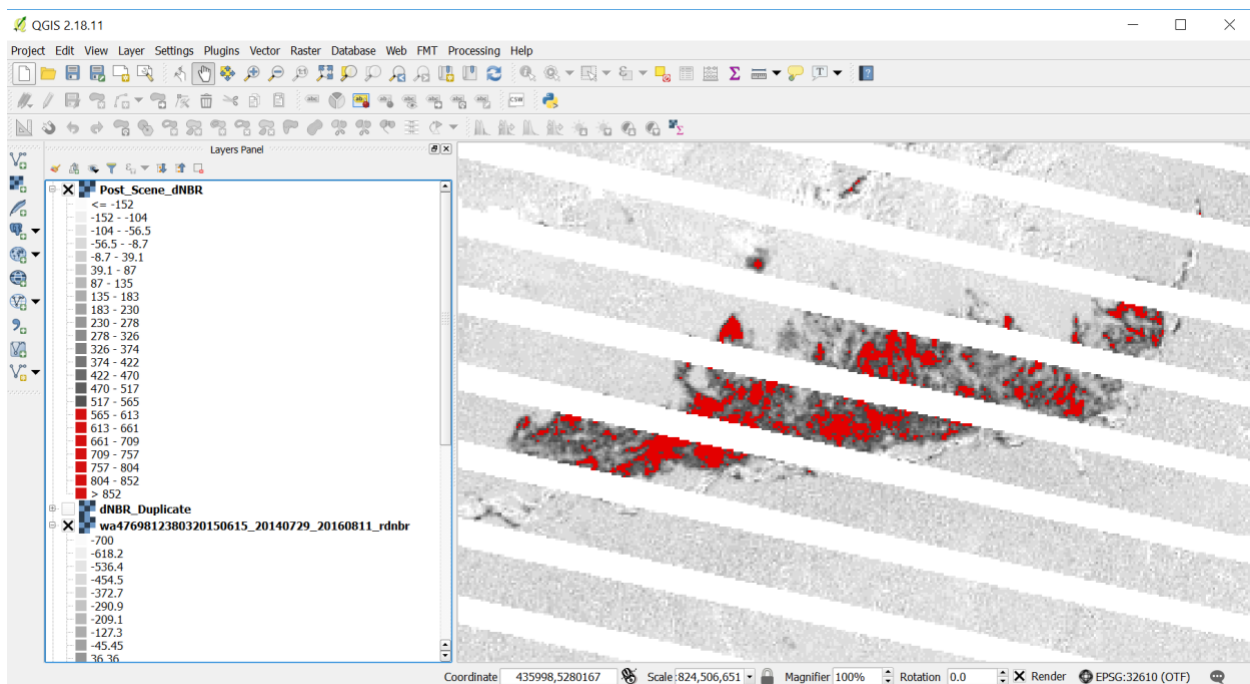 QGIS 2.18.11
Project Edit View Layer Settings Plugins Vector Raster Database Web FMT Processing Help
CSW
Layers Panel
Post_Scene_dNBR
<= -152
-152 - -104
-104 - -56.5
-56.5 - -8.7
-8.7 - 39.1
39.1 - 87
87 - 135
135 - 183
183 - 230
230 - 278
278 - 326
326 - 374
374 - 422
422 - 470
470 - 517
517 - 565
565 - 613
613 - 661
661 - 709
709 - 757
757 - 804
804 - 852
> 852
dNBR_Duplicate
wa4769812380320150615_20140729_20160811_rdnbr
-700
-618.2
-536.4
-454.5
-372.7
-290.9
-209.1
-127.3
-45.45
36.36
Coordinate 435998,5280167 Scale :824,506,651 Magnifier 100% Rotation 0.0 Render EPSG:32610 (OTF)